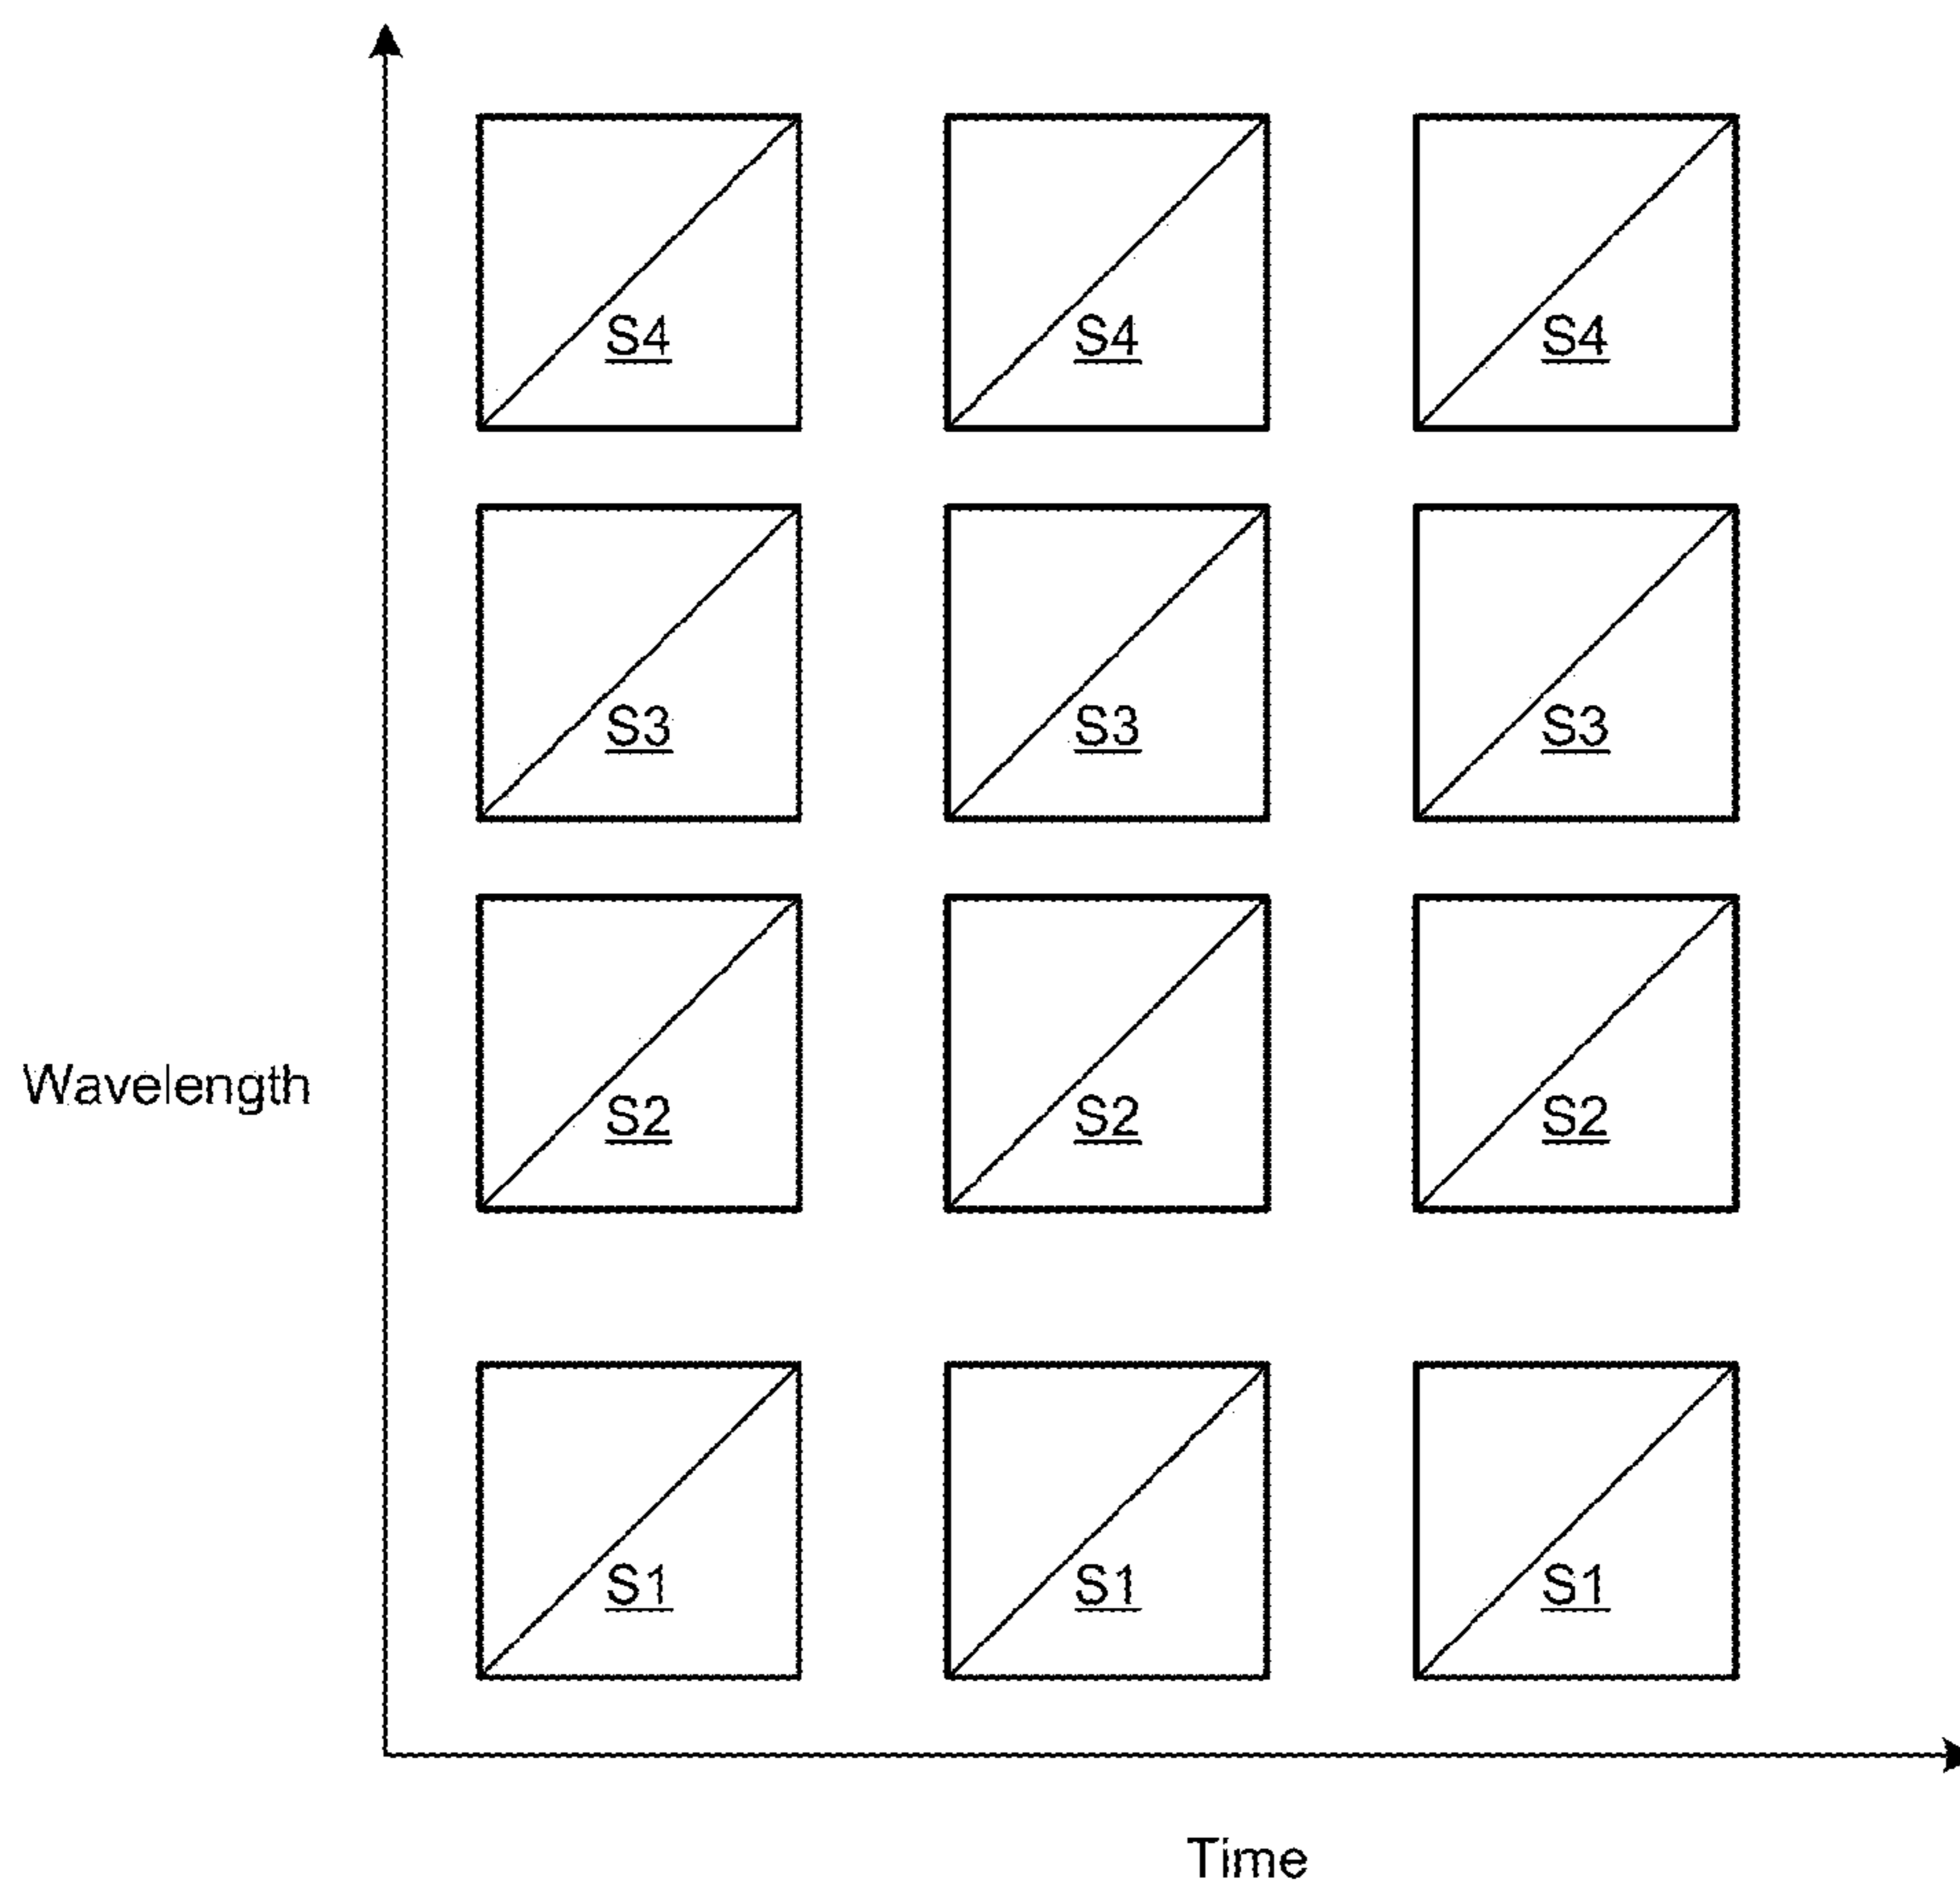 S4 S4 S4
S3 S3 S3
Wavelength
S2 S2 S2
S1 S1 S1
Time